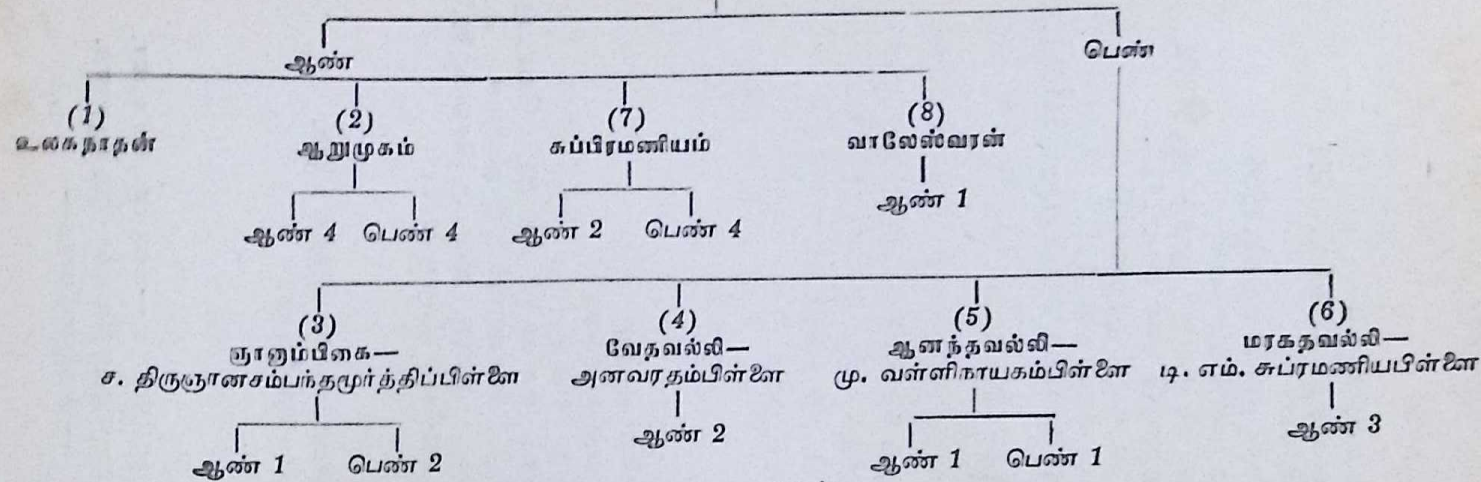 ஆண் பெண்
(1) (2) (7) (8)
உலகநாதன் ஆறுமுகம் சுப்பிரமணியம் வாலேஸ்வரன்
ஆண் 4 பெண் 4 ஆண் 2 பெண் 4 ஆண் 1
(3) (4) (5) (6)
ஞானும்பிகை— வேதவல்லி— ஆனந்தவல்லி— மரகதவல்லி—
ச. திருஞானசம்பந்தமூர்த்திப்பிள்ளை அனவரதம்பிள்ளை மு. வள்ளிநாயகம்பிள்ளை டி. எம். சுப்ரமணியபிள்ளை
ஆண் 1 பெண் 2 ஆண் 2 ஆண் 1 பெண் 1 ஆண் 3